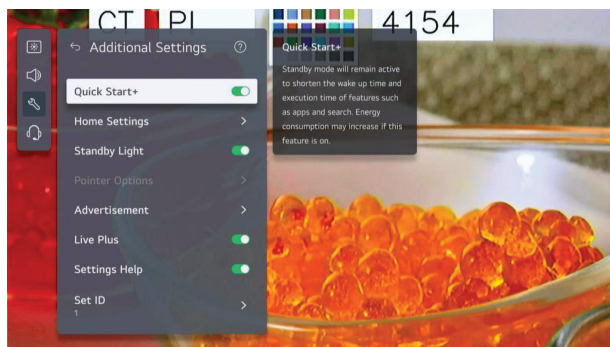 CT PL 4154
Additional Settings
Quick Start+
Home Settings
Standby Light
Pointer Options
Advertisement
Live Plus
Settings Help
Set ID
1
Quick Start+
Standby mode will remain active
to shorten the wake up time and
execution time of features such
as apps and search. Energy
consumption may increase if this
feature is on.